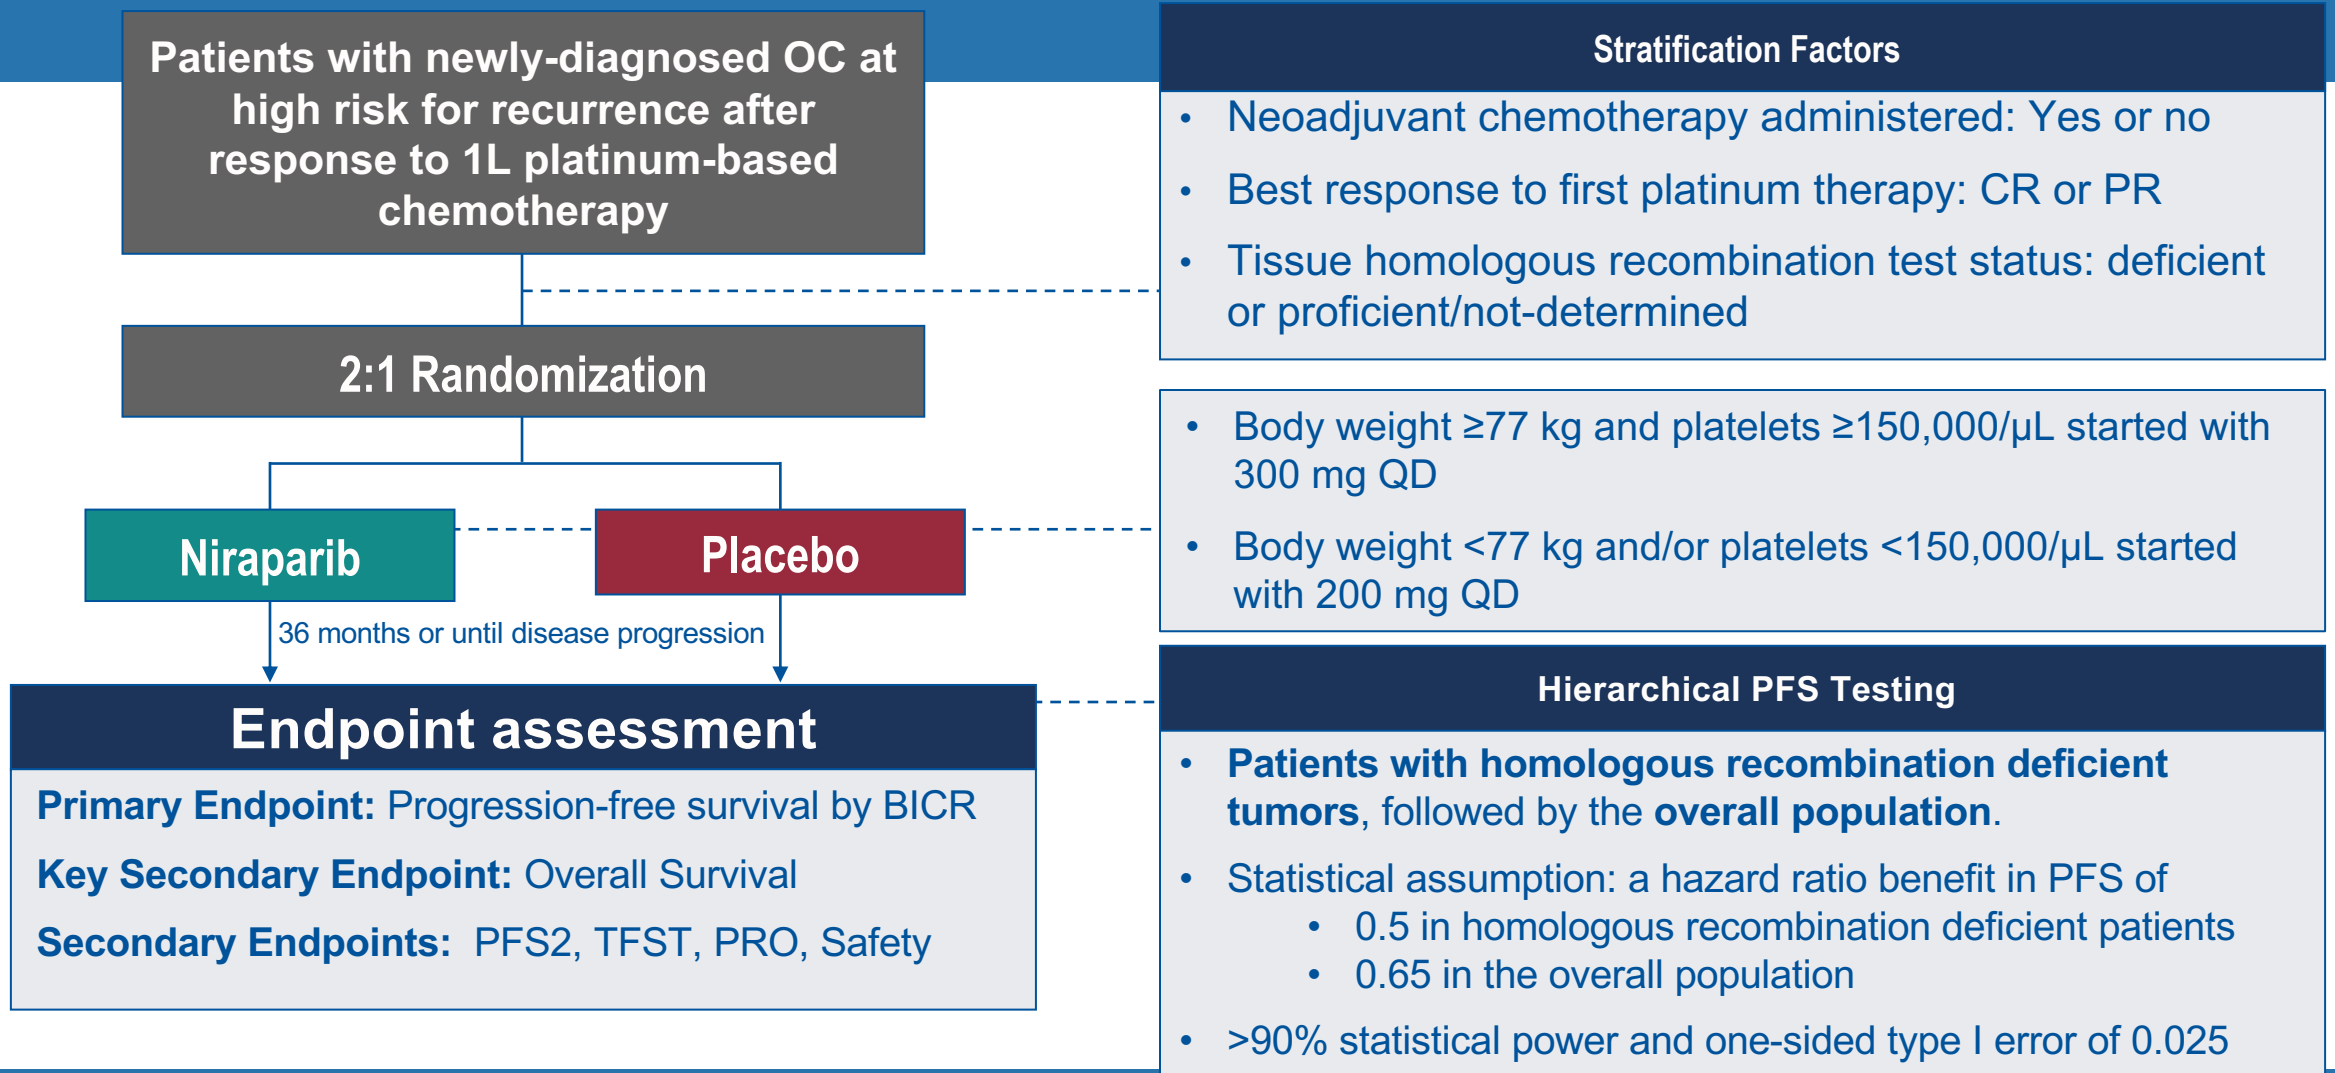 Patients with newly-diagnosed OC at
high risk for recurrence after
response to 1L platinum-based
chemotherapy
2:1 Randomization
Niraparib
Placebo
36 months or until disease progression
Endpoint assessment
Primary Endpoint: Progression-free survival by BICR
Key Secondary Endpoint: Overall Survival
Secondary Endpoints: PFS2, TFST, PRO, Safety
Stratification Factors
• Neoadjuvant chemotherapy administered: Yes or no
• Best response to first platinum therapy: CR or PR
• Tissue homologous recombination test status: deficient
or proficient/not-determined
• Body weight ≥77 kg and platelets ≥150,000/µL started with
300 mg QD
• Body weight <77 kg and/or platelets <150,000/µL started
with 200 mg QD
Hierarchical PFS Testing
• Patients with homologous recombination deficient
tumors, followed by the overall population.
• Statistical assumption: a hazard ratio benefit in PFS of
• 0.5 in homologous recombination deficient patients
• 0.65 in the overall population
• >90% statistical power and one-sided type I error of 0.025